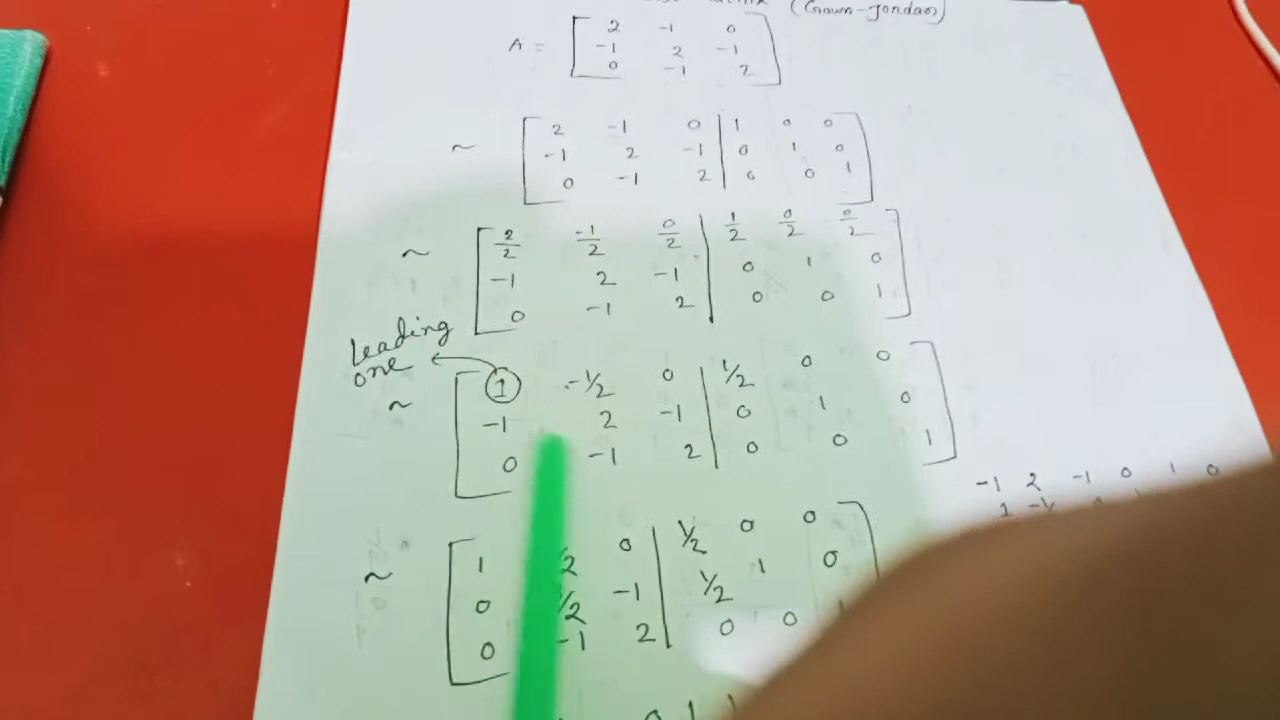 (Gauss-Jordan)
A = [ 2 -1 0
-1 2 -1
0 -1 2 ]
~ [ 2 -1 0 | 1 0 0
-1 2 -1 | 0 1 0
0 -1 2 | 0 0 1 ]
~ [ 2/2 -1/2 0/2 | 1/2 0/2 0/2
-1 2 -1 | 0 1 0
0 -1 2 | 0 0 1 ]
leading
one
~ [ 1 -1/2 0 | 1/2 0 0
-1 2 -1 | 0 1 0
0 -1 2 | 0 0 1 ]
-1 2 -1 0 1 0
~ [ 1 0 | 1/2 0 0 ]
0 -1 | 1/2 1 0
0 -1 2 | 0 0